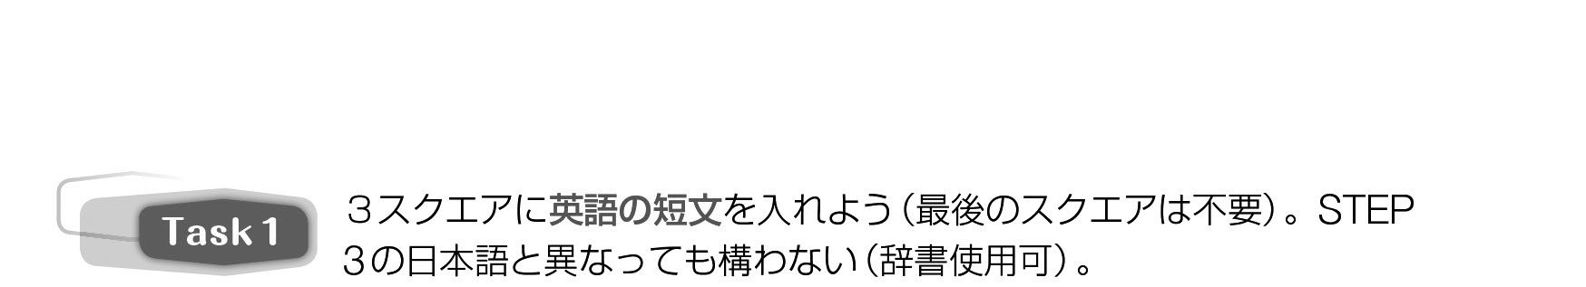 Task 1
３スクエアに英語の短文を入れよう（最後のスクエアは不要）。STEP
３の日本語と異なっても構わない（辞書使用可）。